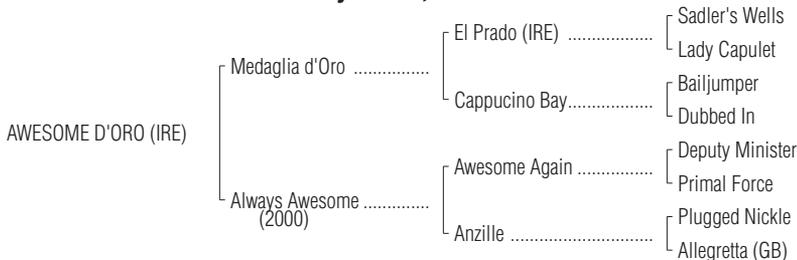 Sadler's Wells
El Prado (IRE) .................
Lady Capulet
Medaglia d'Oro ...............
Bailjumper
Cappucino Bay.................
Dubbed In
AWESOME D'ORO (IRE)
Deputy Minister
Awesome Again ...............
Primal Force
Always Awesome .............
(2000)
Plugged Nickle
Anzille .............................
Allegretta (GB)